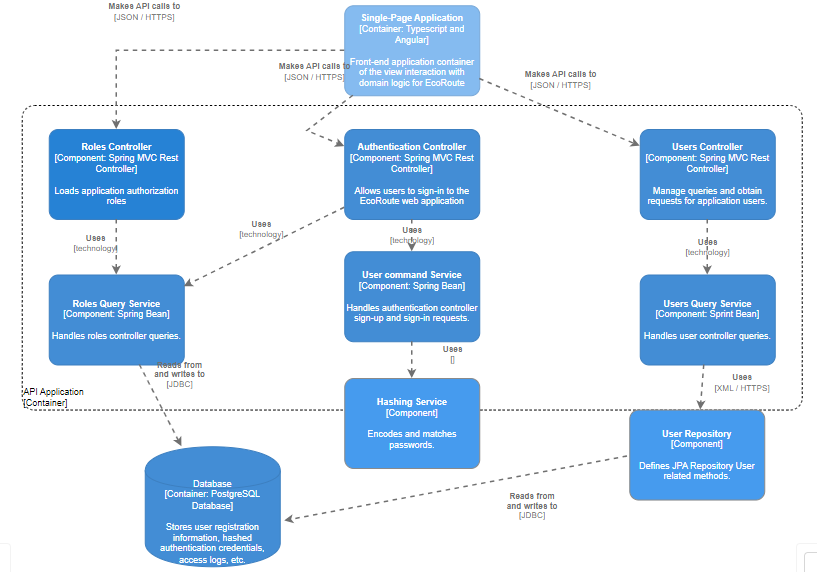 Makes API calls to
[JSON / HTTPS]
Single-Page Application
[Container: Typescript and
Angular]
Front-end application container
of the view interaction with
domain logic for EcoRoute
Makes API calls to
[JSON / HTTPS]
Makes API calls to
[JSON / HTTPS]
Roles Controller
[Component: Spring MVC Rest
Controller]
Loads application authorization
roles
Authentication Controller
[Component: Spring MVC Rest
Controller]
Allows users to sign-in to the
EcoRoute web application
Users Controller
[Component: Spring MVC Rest
Controller]
Manage queries and obtain
requests for application users.
Uses
[technology]
Uses
[technology]
Uses
[technology]
Uses
[technology]
Roles Query Service
[Component: Spring Bean]
Handles roles controller queries.
User command Service
[Component: Spring Bean]
Handles authentication controller
sign-up and sign-in requests.
Users Query Service
[Component: Sprint Bean]
Handles user controller queries.
Uses
[]
Reads from
and writes to
[JDBC]
Uses
[XML / HTTPS]
API Application
[Container]
Hashing Service
[Component]
Encodes and matches
passwords.
User Repository
[Component]
Defines JPA Repository User
related methods.
Database
[Container: PostgreSQL
Database]
Stores user registration
information, hashed
authentication credentials,
access logs, etc.
Reads from
and writes to
[JDBC]